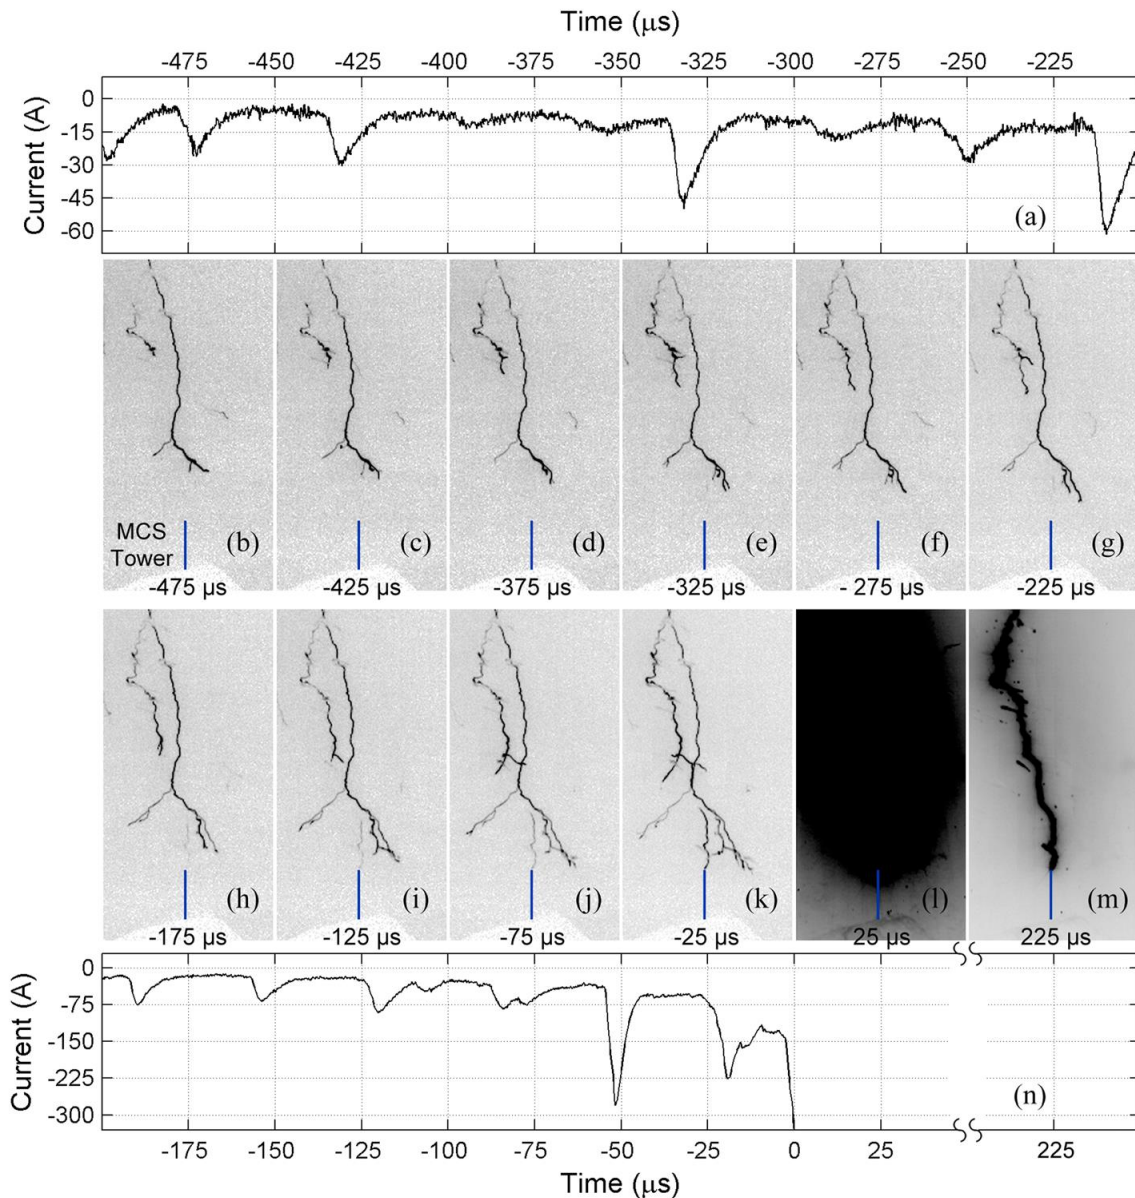 Time (μs)
-475 -450 -425 -400 -375 -350 -325 -300 -275 -250 -225
Current (A)
0
-15
-30
-45
-60
(a)
MCS
Tower
(b) (c) (d) (e) (f) (g)
-475 μs -425 μs -375 μs -325 μs - 275 μs -225 μs
(h) (i) (j) (k) (l) (m)
-175 μs -125 μs -75 μs -25 μs 25 μs 225 μs
Current (A)
0
-75
-150
-225
-300
(n)
-175 -150 -125 -100 -75 -50 -25 0 25 225
Time (μs)